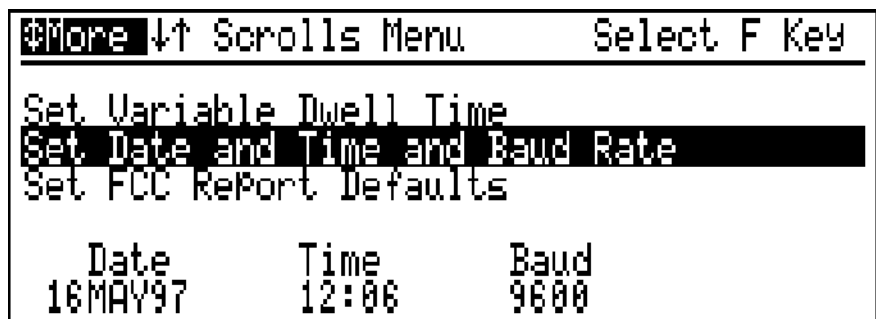 ⇕More ↓↑ Scrolls Menu Select F Key
Set Variable Dwell Time
Set Date and Time and Baud Rate
Set FCC Report Defaults
Date Time Baud
16MAY97 12:06 9600